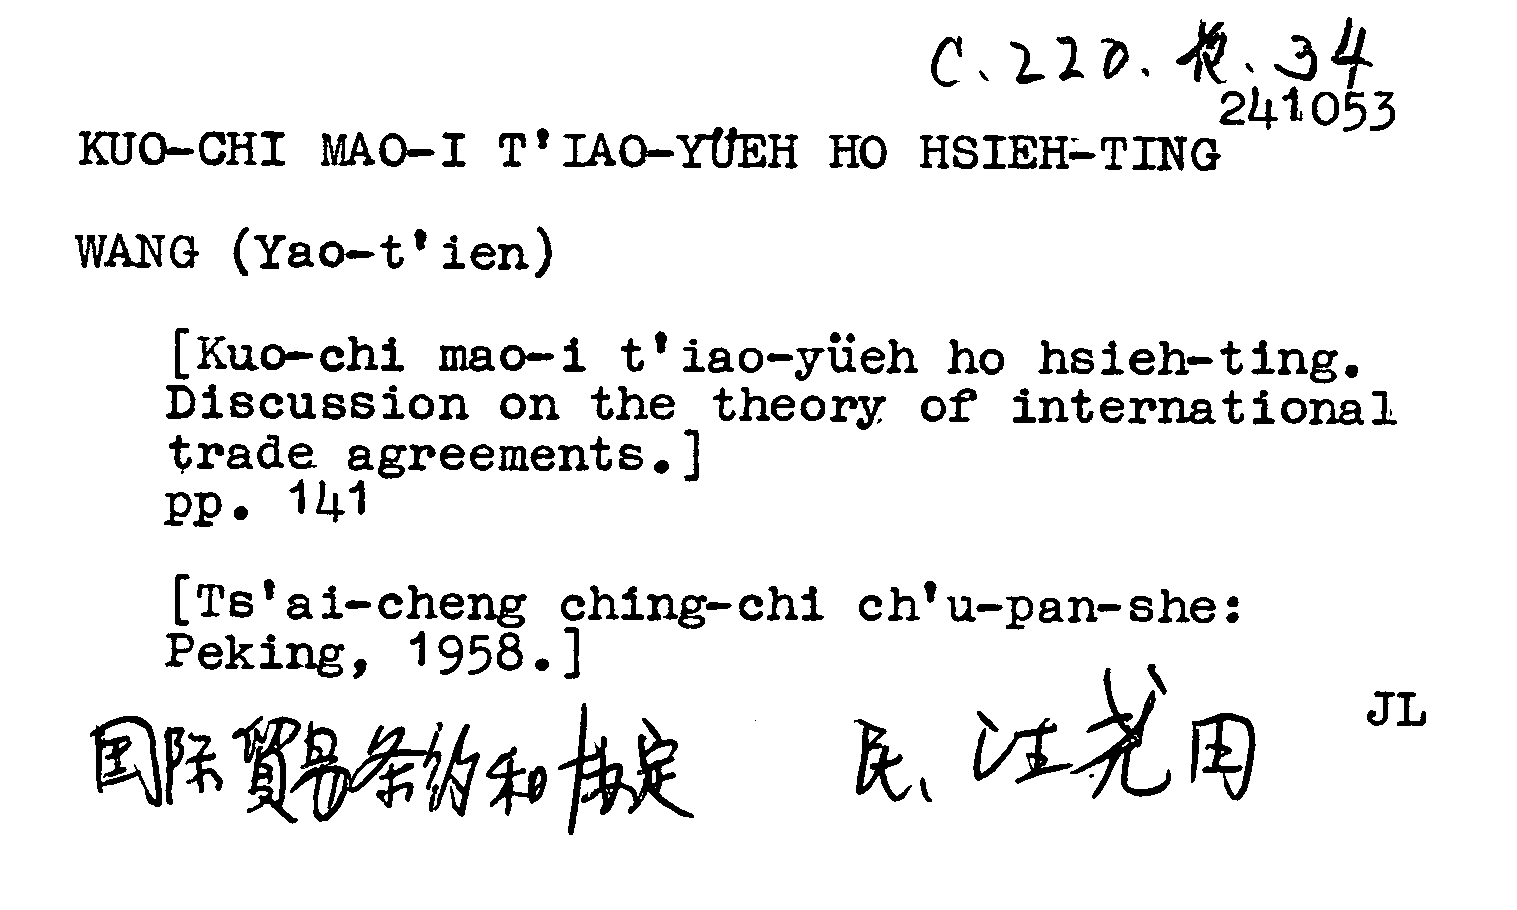 C.220.張.34
241053
KUO-CHI MAO-I T'IAO-YÜEH HO HSIEH-TING
WANG (Yao-t'ien)
[Kuo-chi mao-i t'iao-yüeh ho hsieh-ting.
Discussion on the theory of international
trade agreements.]
pp. 141
[Ts'ai-cheng ching-chi ch'u-pan-she:
Peking, 1958.]
JL
国际貿易条約和协定 汪尧田